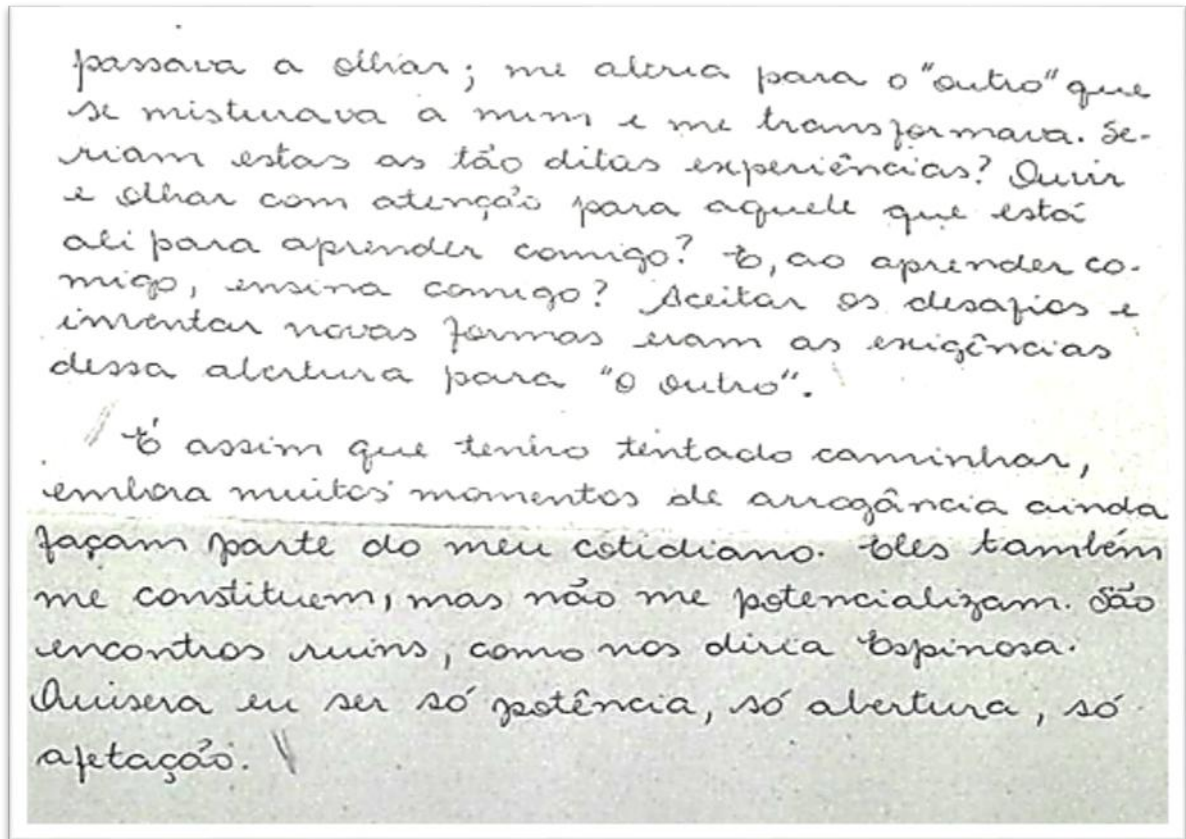 passava a olhar; me abria para o "outro" que
se misturava a mim e me transformava. Se-
riam estas as tão ditas experiências? Ouvir
e olhar com atenção para aquele que está
ali para aprender comigo? E, ao aprender co-
migo, ensina comigo? Aceitar os desafios e
inventar novas formas eram as exigências
dessa abertura para "o outro".
É assim que tenho tentado caminhar,
embora muitos momentos de arrogância ainda
façam parte do meu cotidiano. Eles também
me constituem, mas não me potencializam. São
encontros ruins, como nos diria Espinosa.
Quisera eu ser só potência, só abertura, só
afetação.